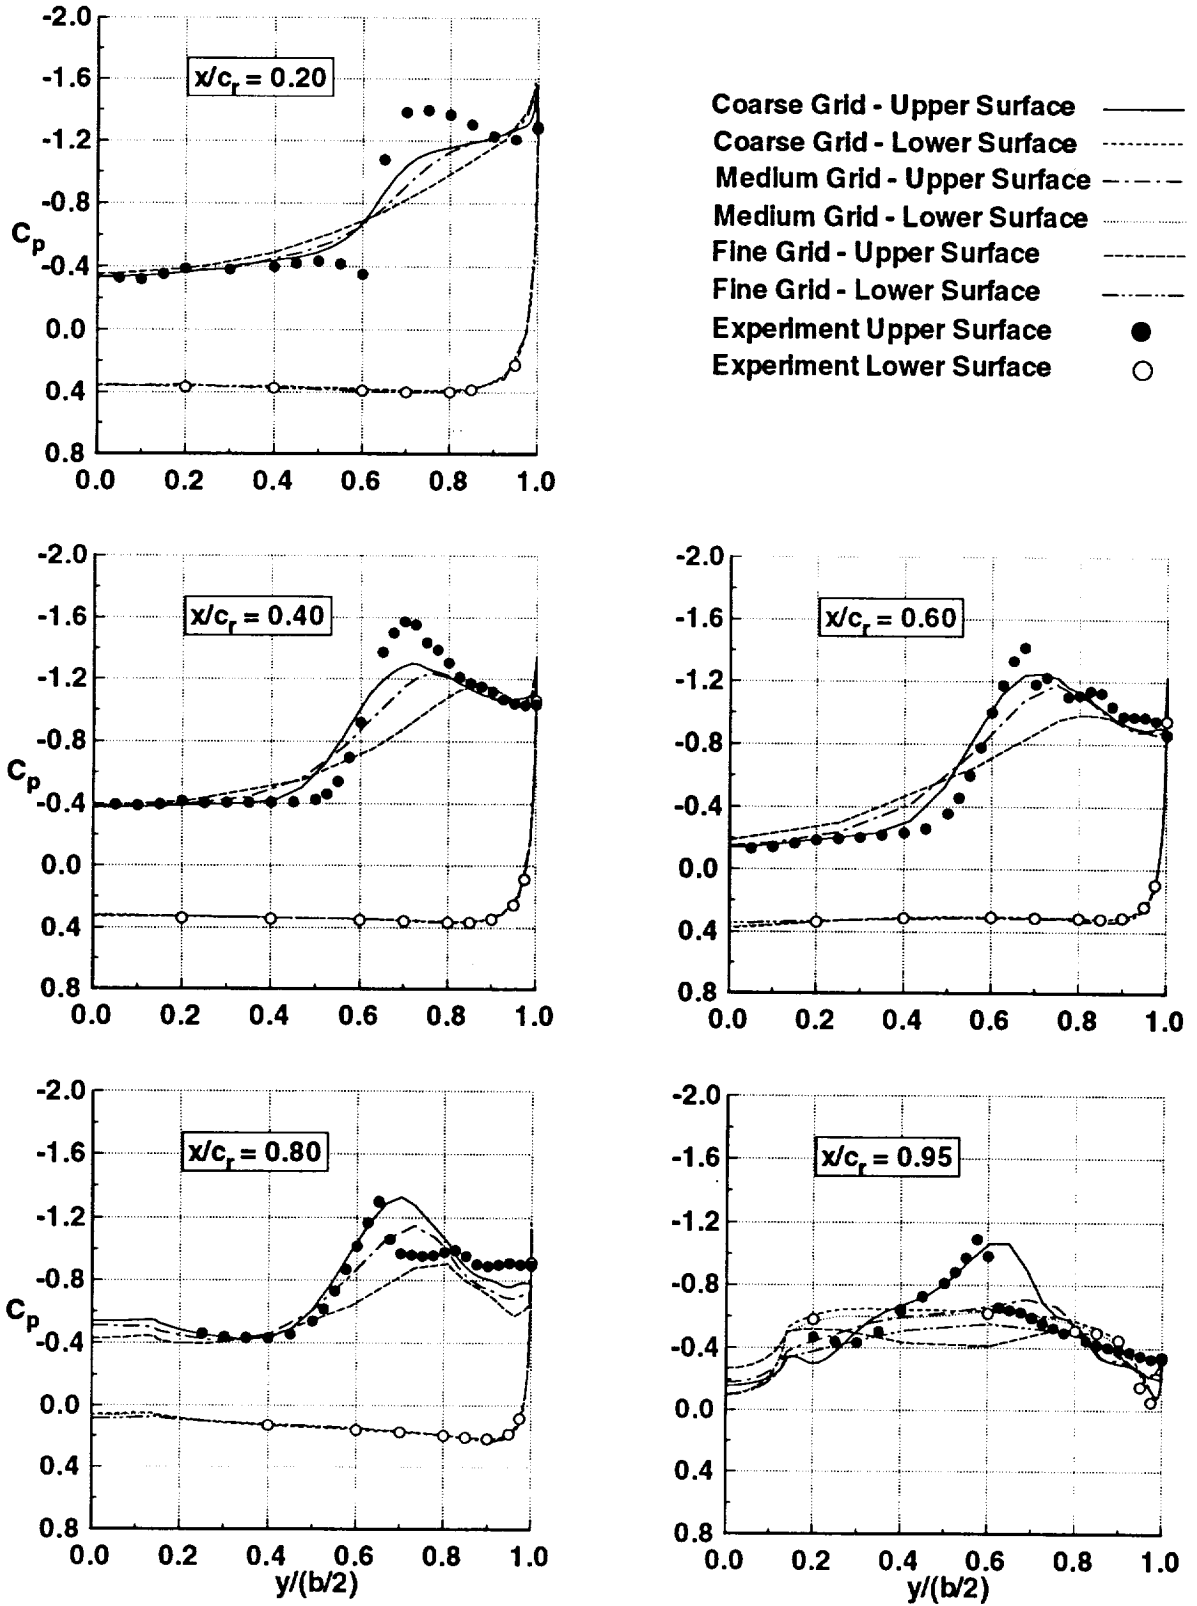 -2.0
-1.6
-1.2
-0.8
-0.4
0.0
0.4
0.8
Cp
x/cr = 0.20
0.0 0.2 0.4 0.6 0.8 1.0
Coarse Grid - Upper Surface
Coarse Grid - Lower Surface
Medium Grid - Upper Surface
Medium Grid - Lower Surface
Fine Grid - Upper Surface
Fine Grid - Lower Surface
Experiment Upper Surface
Experiment Lower Surface
-2.0
-1.6
-1.2
-0.8
-0.4
0.0
0.4
0.8
Cp
x/cr = 0.40
0.0 0.2 0.4 0.6 0.8 1.0
-2.0
-1.6
-1.2
-0.8
-0.4
0.0
0.4
0.8
x/cr = 0.60
0.0 0.2 0.4 0.6 0.8 1.0
-2.0
-1.6
-1.2
-0.8
-0.4
0.0
0.4
0.8
Cp
x/cr = 0.80
0.0 0.2 0.4 0.6 0.8 1.0
y/(b/2)
-2.0
-1.6
-1.2
-0.8
-0.4
0.0
0.4
0.8
x/cr = 0.95
0.0 0.2 0.4 0.6 0.8 1.0
y/(b/2)